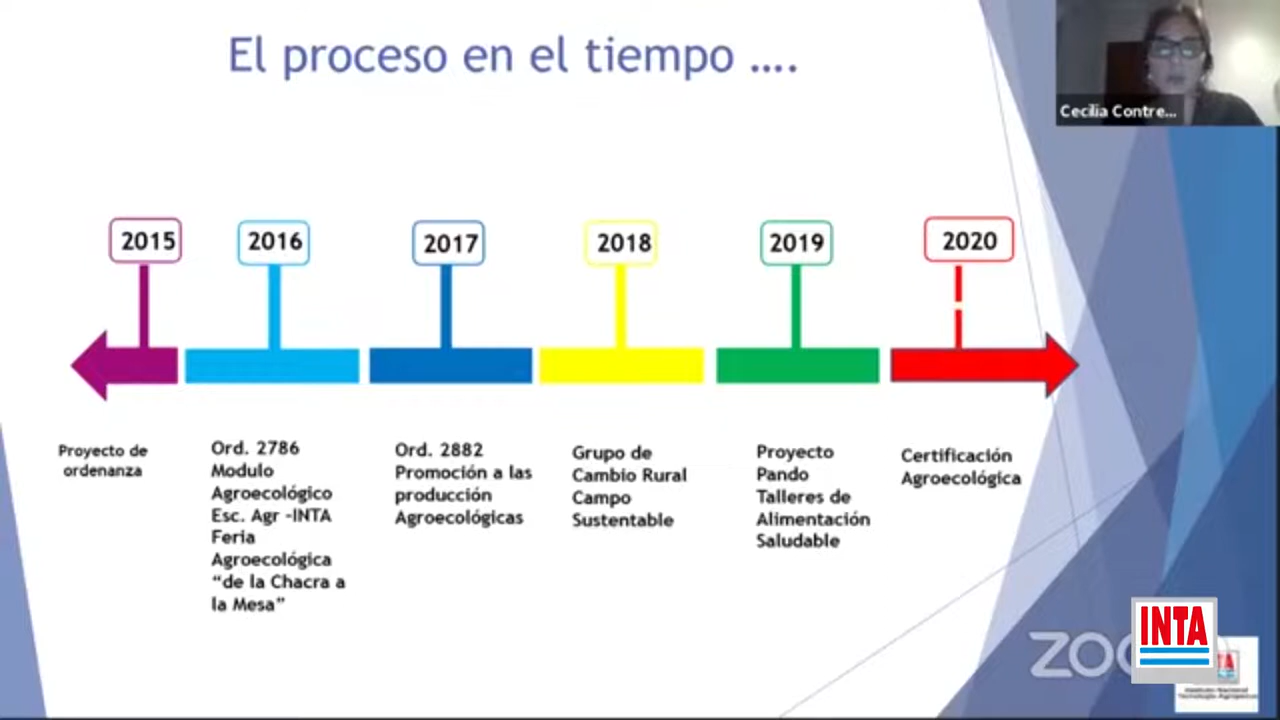 El proceso en el tiempo ....
Cecilia Contre...
2015
2016
2017
2018
2019
2020
Proyecto de
ordenanza
Ord. 2786
Modulo
Agroecológico
Esc. Agr -INTA
Feria
Agroecológica
“de la Chacra a
la Mesa”
Ord. 2882
Promoción a las
producción
Agroecológicas
Grupo de
Cambio Rural
Campo
Sustentable
Proyecto
Pando
Talleres de
Alimentación
Saludable
Certificación
Agroecológica
INTA